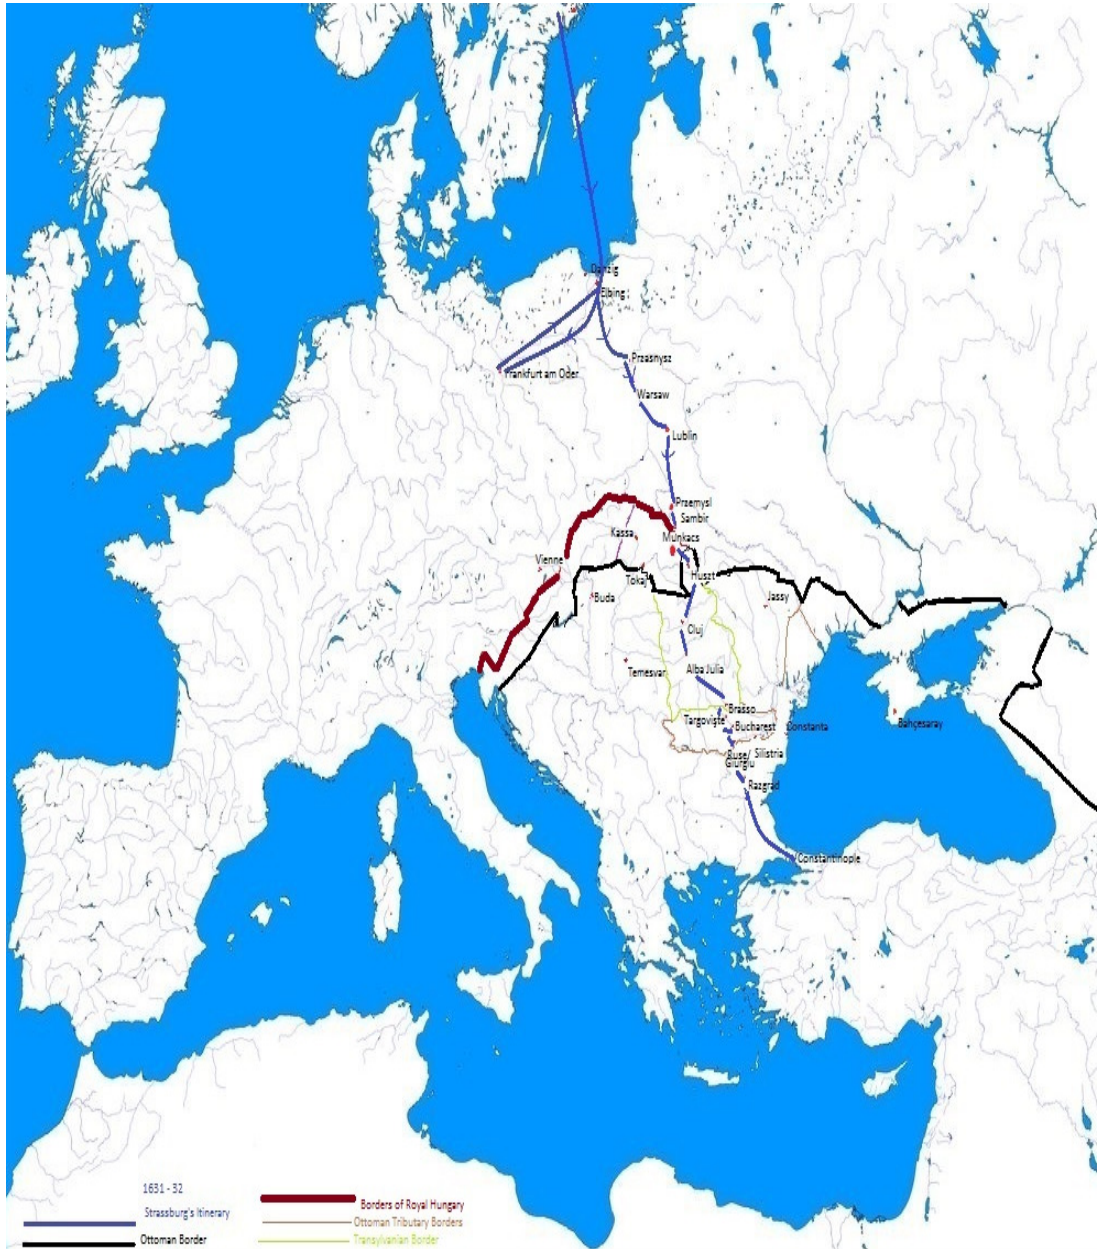 Danzig
Elbing
Przasnysz
Frankfurt am Oder
Warsaw
Lublin
Przemysl
Sambir
Kassa
Munkacs
Vienne
Tokaj
Huszt
Buda
Jassy
Cluj
Alba Julia
Temesvar
Brasso
Targovişte
Bucharest
Constanta
Bahçesaray
Ruse/
Silistria
Giurgiu
Razgrad
Constantinople
1631 - 32
Strassburg's Itinerary
Ottoman Border
Borders of Royal Hungary
Ottoman Tributary Borders
Transylvanian Border